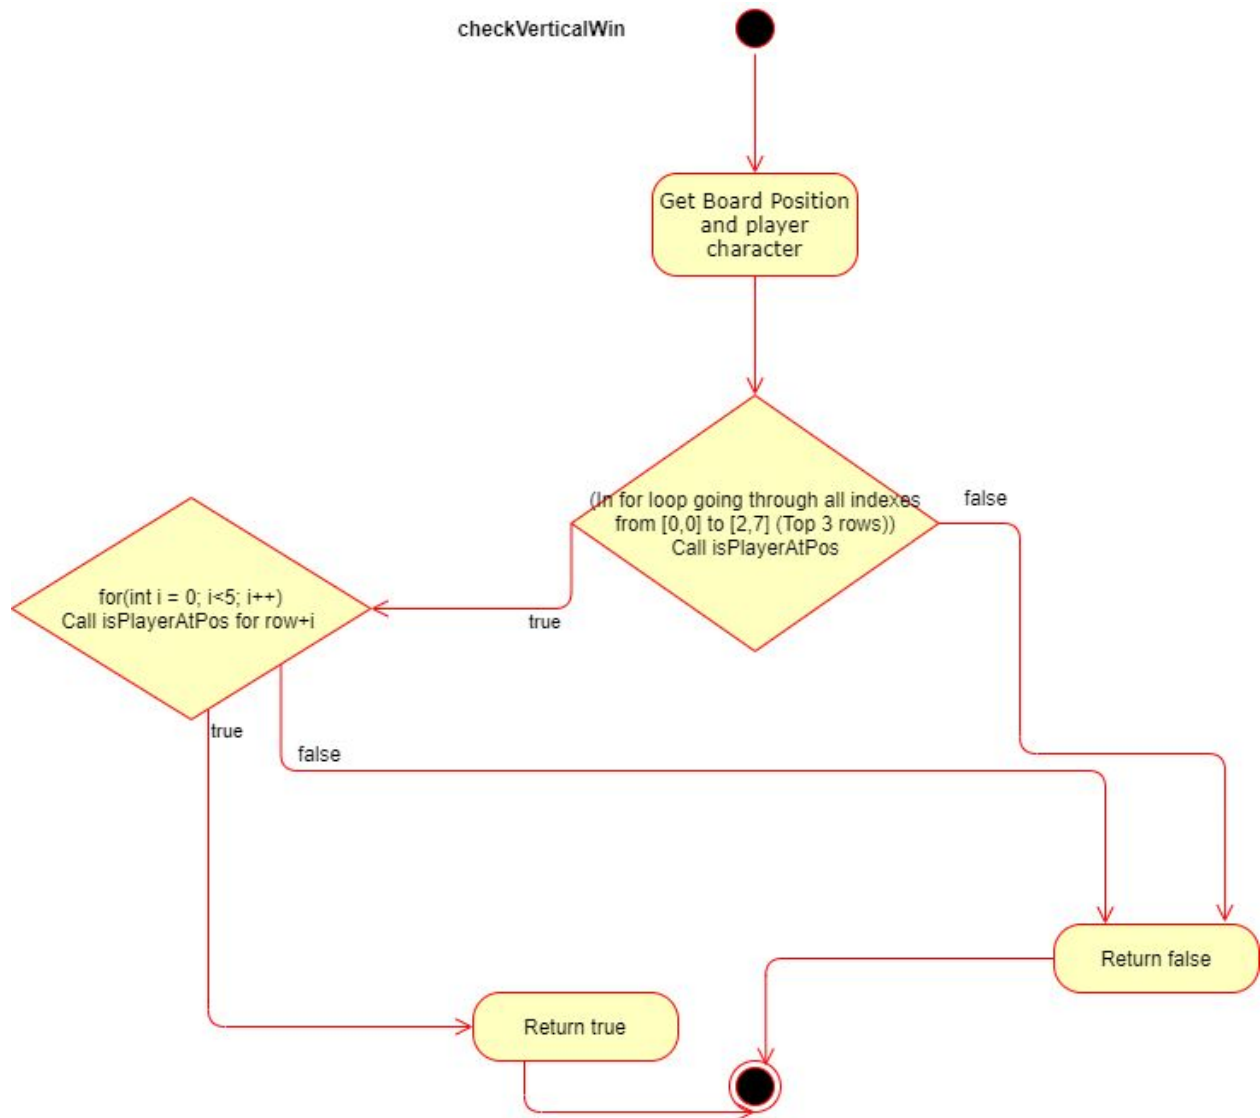 checkVerticalWin
Get Board Position
and player
character
(In for loop going through all indexes
from [0,0] to [2,7] (Top 3 rows))
Call isPlayerAtPos
false
true
for(int i = 0; i<5; i++)
Call isPlayerAtPos for row+i
true
false
Return false
Return true